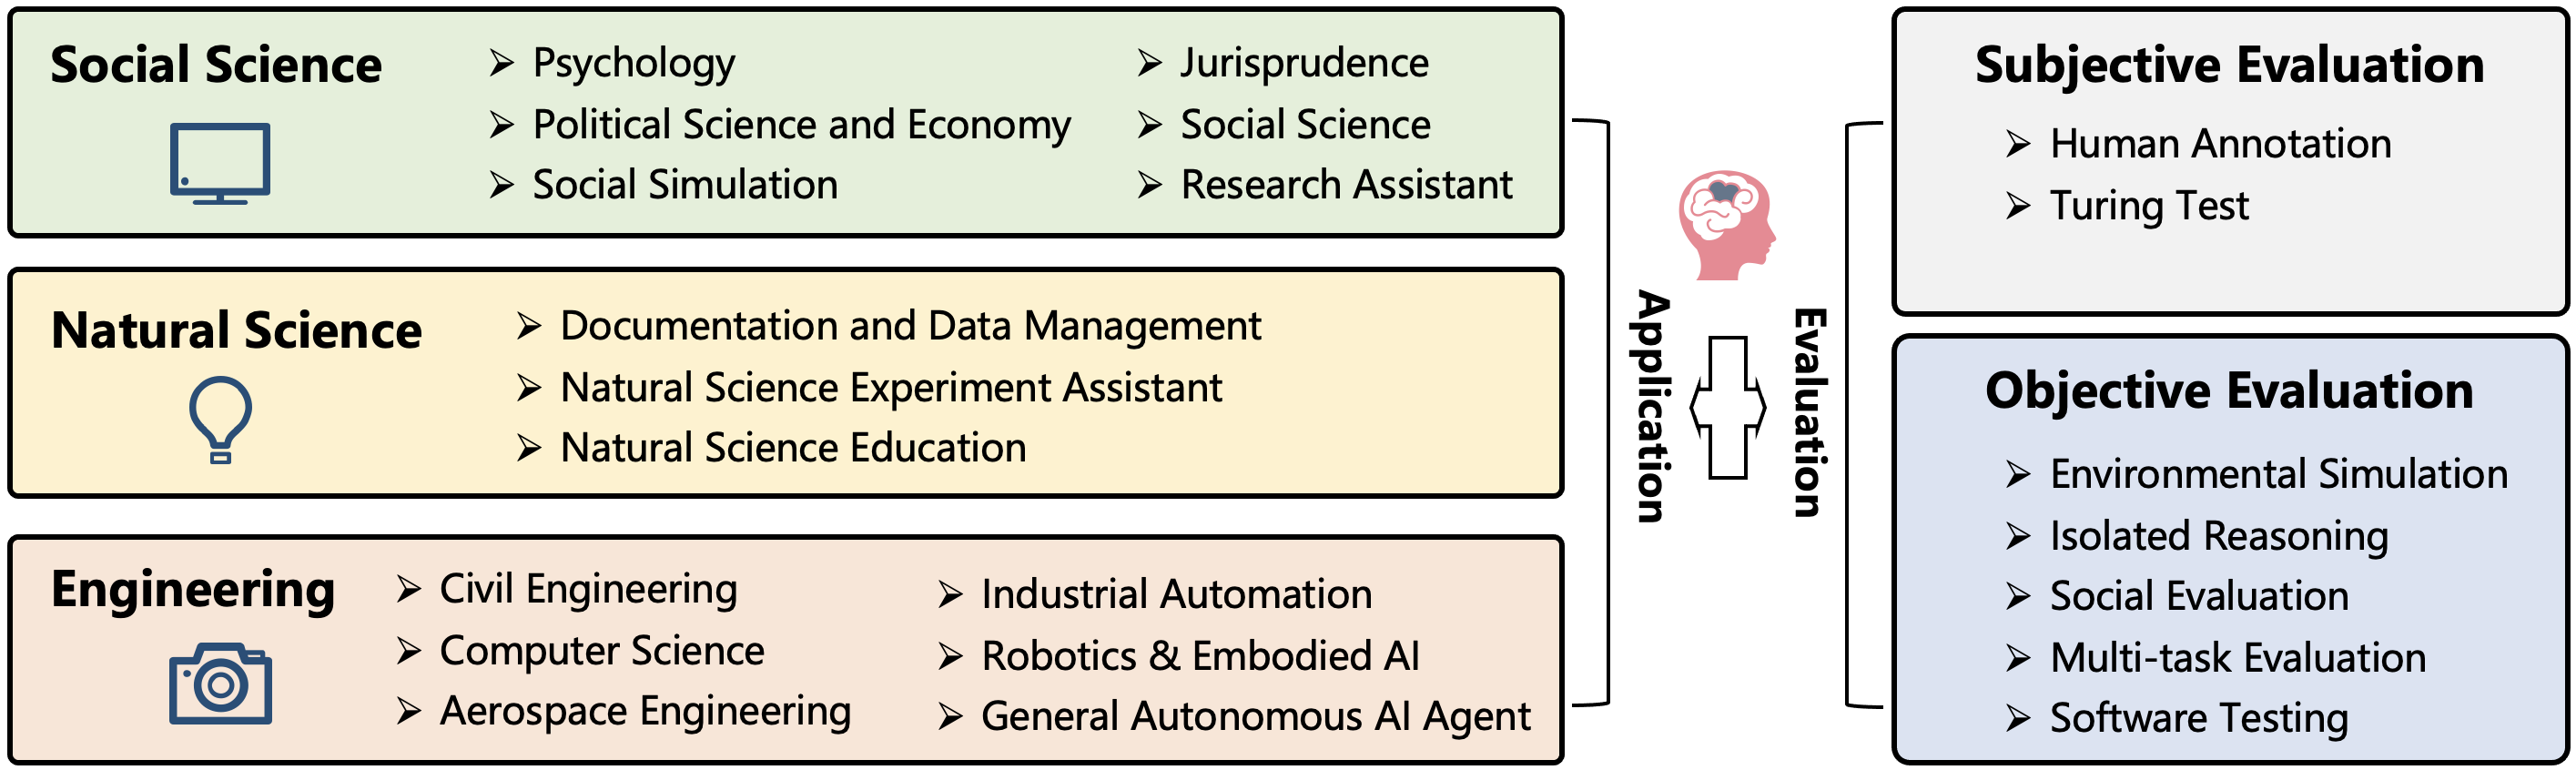 Social Science
Psychology
Political Science and Economy
Social Simulation
Jurisprudence
Social Science
Research Assistant
Natural Science
Documentation and Data Management
Natural Science Experiment Assistant
Natural Science Education
Engineering
Civil Engineering
Computer Science
Aerospace Engineering
Industrial Automation
Robotics & Embodied AI
General Autonomous AI Agent
Application
Evaluation
Subjective Evaluation
Human Annotation
Turing Test
Objective Evaluation
Environmental Simulation
Isolated Reasoning
Social Evaluation
Multi-task Evaluation
Software Testing